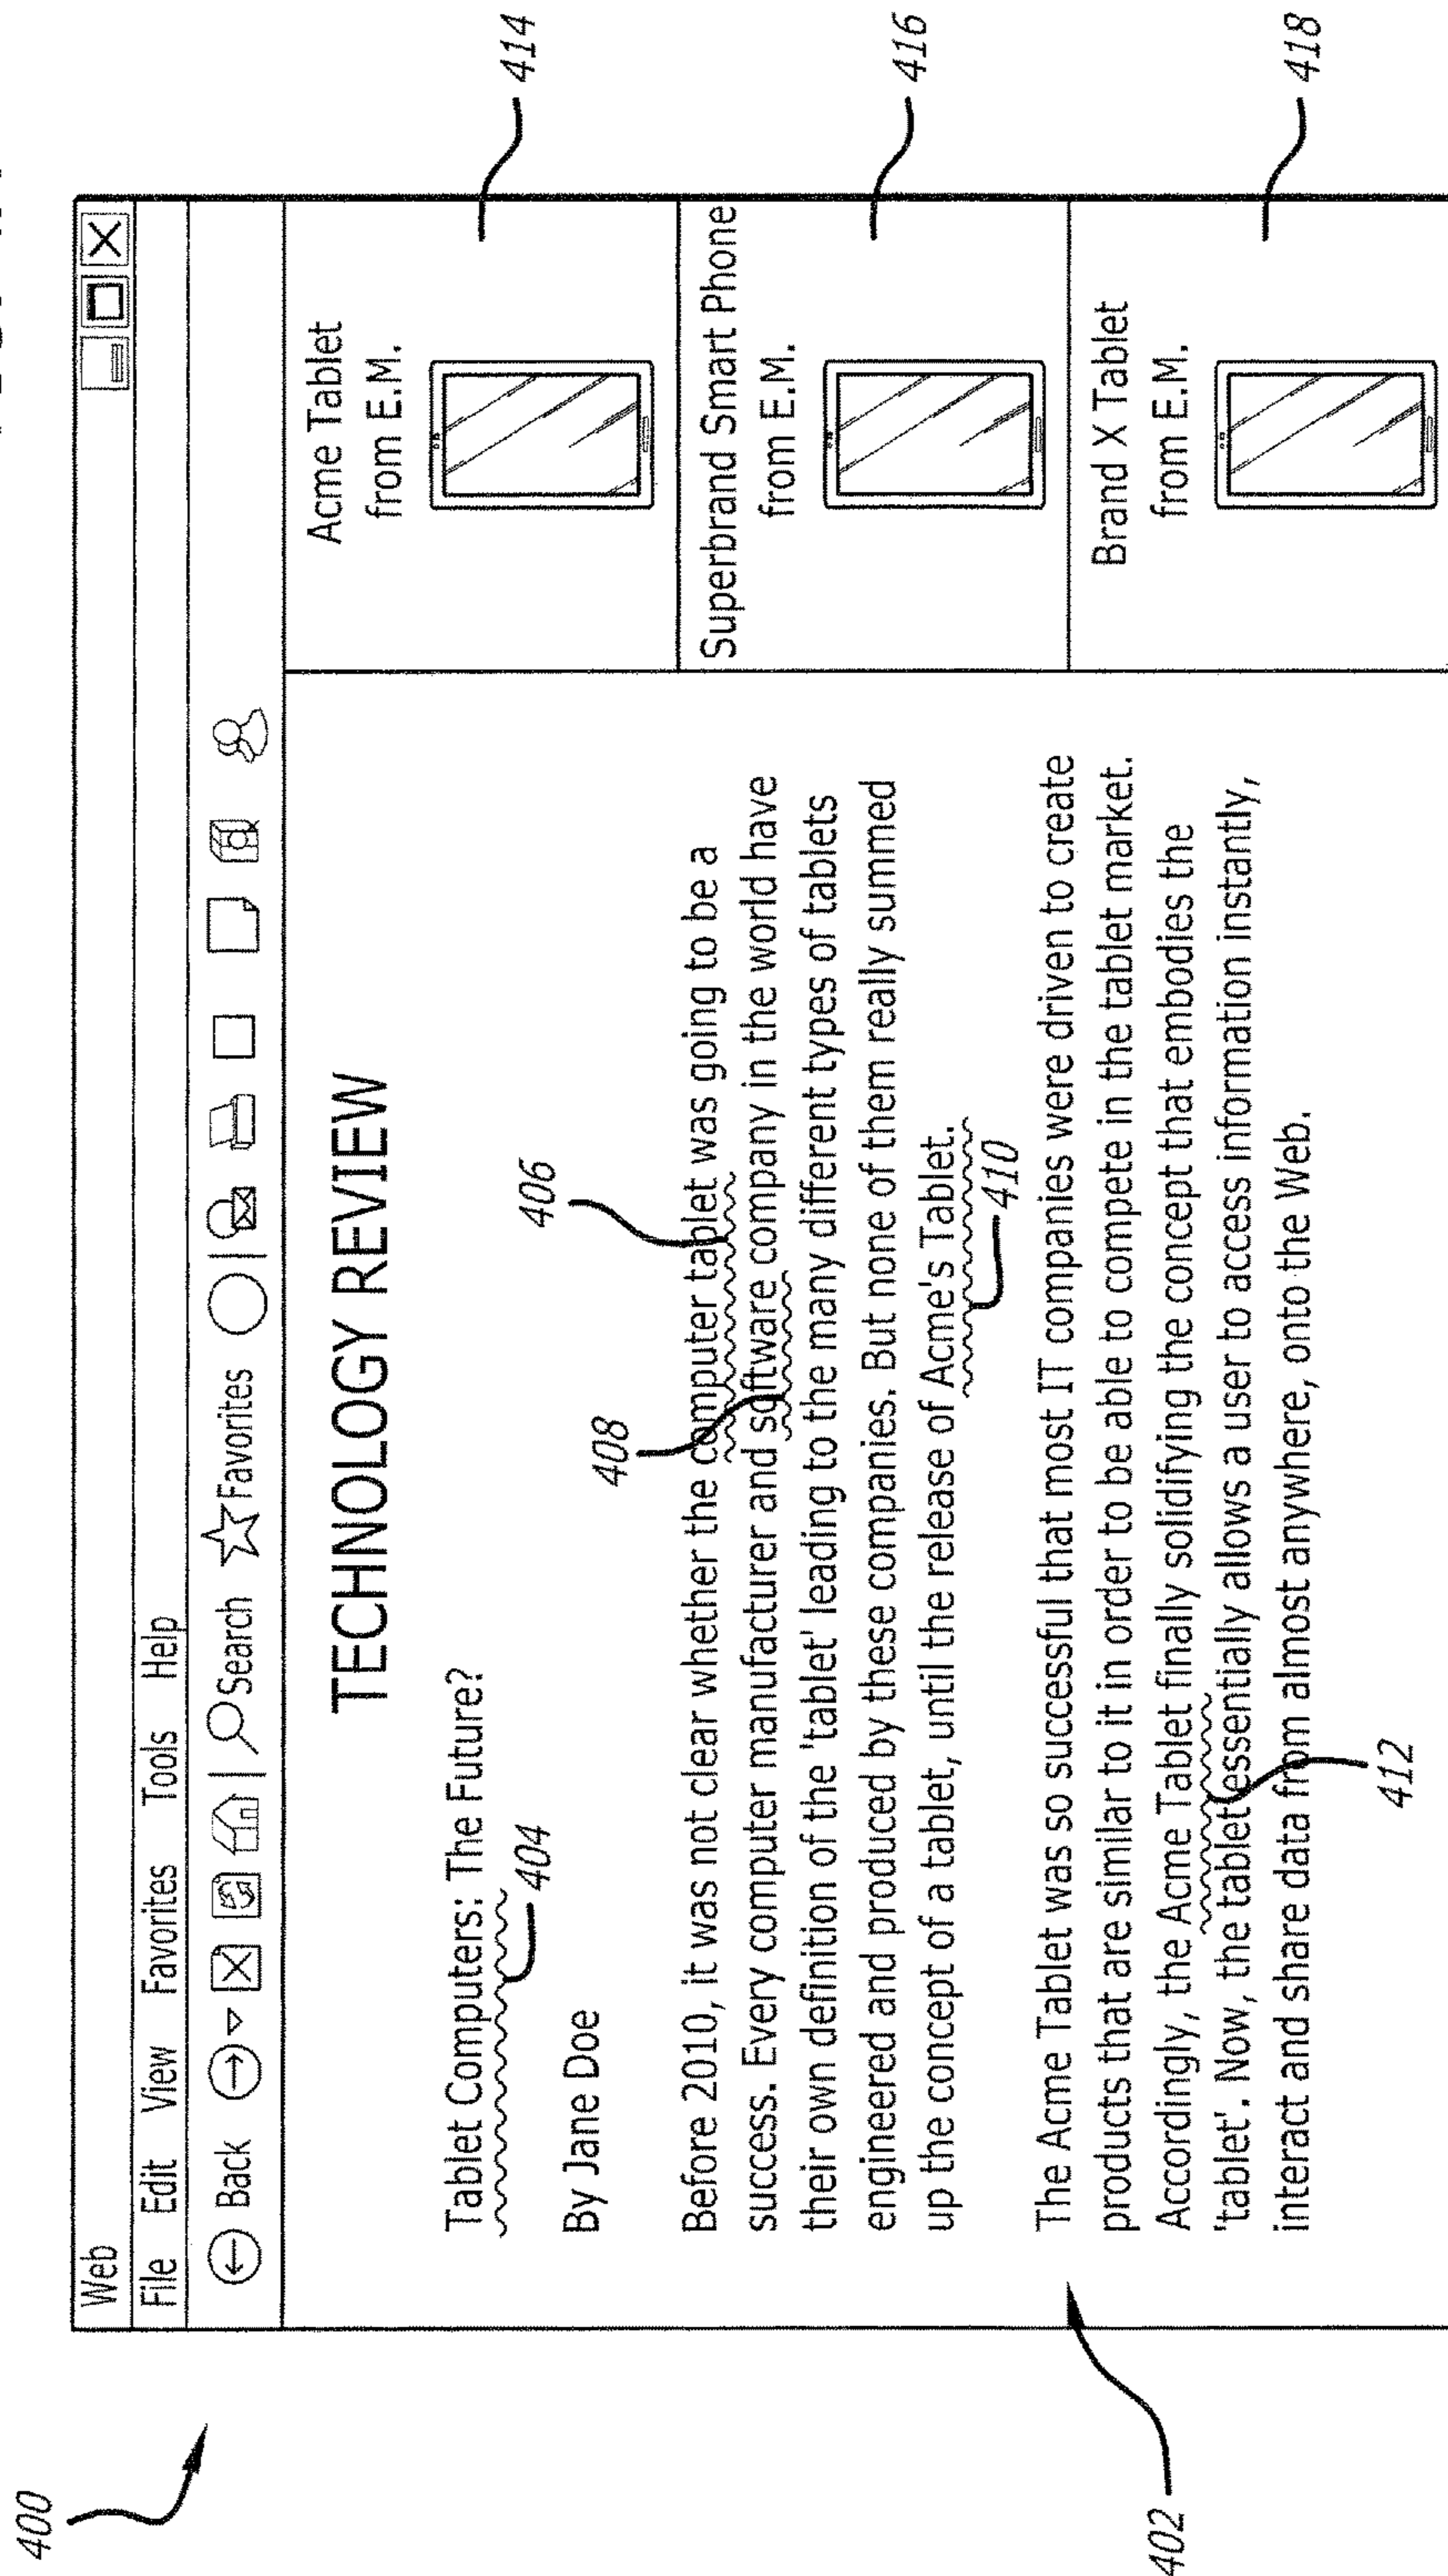 400
Web
File Edit View Favorites Tools Help
Back Search Favorites
TECHNOLOGY REVIEW
Tablet Computers: The Future?
404
By Jane Doe
406
408
Before 2010, it was not clear whether the computer tablet was going to be a
success. Every computer manufacturer and software company in the world have
their own definition of the 'tablet' leading to the many different types of tablets
engineered and produced by these companies. But none of them really summed
up the concept of a tablet, until the release of Acme's Tablet.
410
The Acme Tablet was so successful that most IT companies were driven to create
products that are similar to it in order to be able to compete in the tablet market.
Accordingly, the Acme Tablet finally solidifying the concept that embodies the
'tablet'. Now, the tablet essentially allows a user to access information instantly,
interact and share data from almost anywhere, onto the Web.
412
402
Acme Tablet
from E.M.
414
Superbrand Smart Phone
from E.M.
416
Brand X Tablet
from E.M.
418